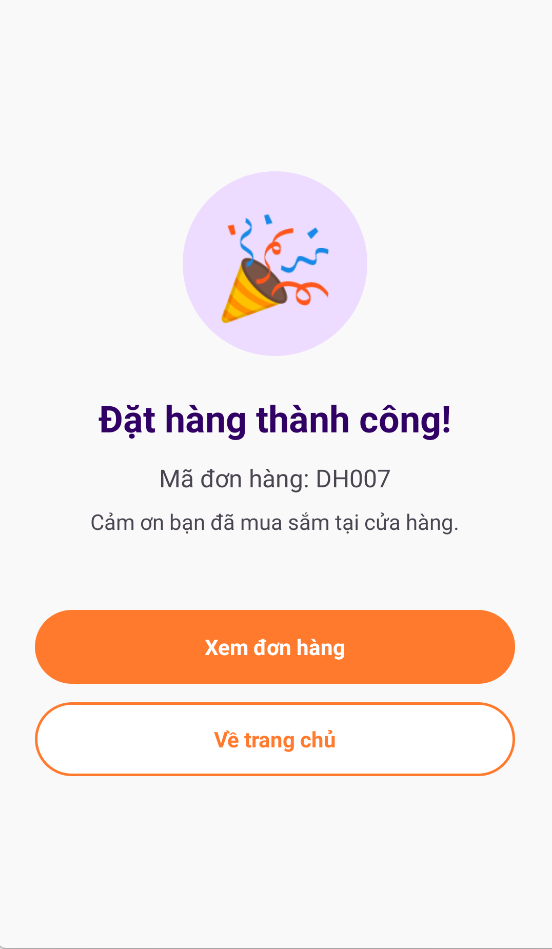 Đặt hàng thành công!
Mã đơn hàng: DH007
Cảm ơn bạn đã mua sắm tại cửa hàng.
Xem đơn hàng
Về trang chủ